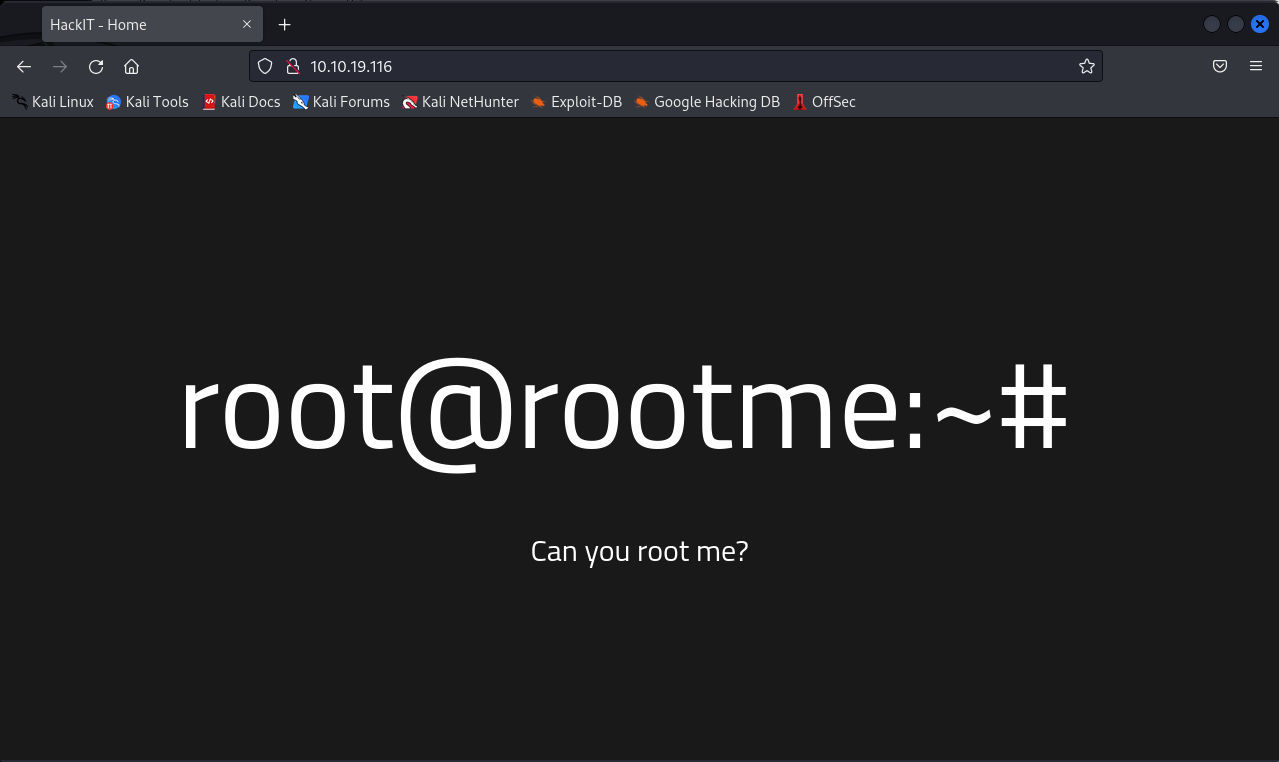 HackIT - Home
10.10.19.116
Kali Linux Kali Tools Kali Docs Kali Forums Kali NetHunter Exploit-DB Google Hacking DB OffSec
root@rootme:~#
Can you root me?